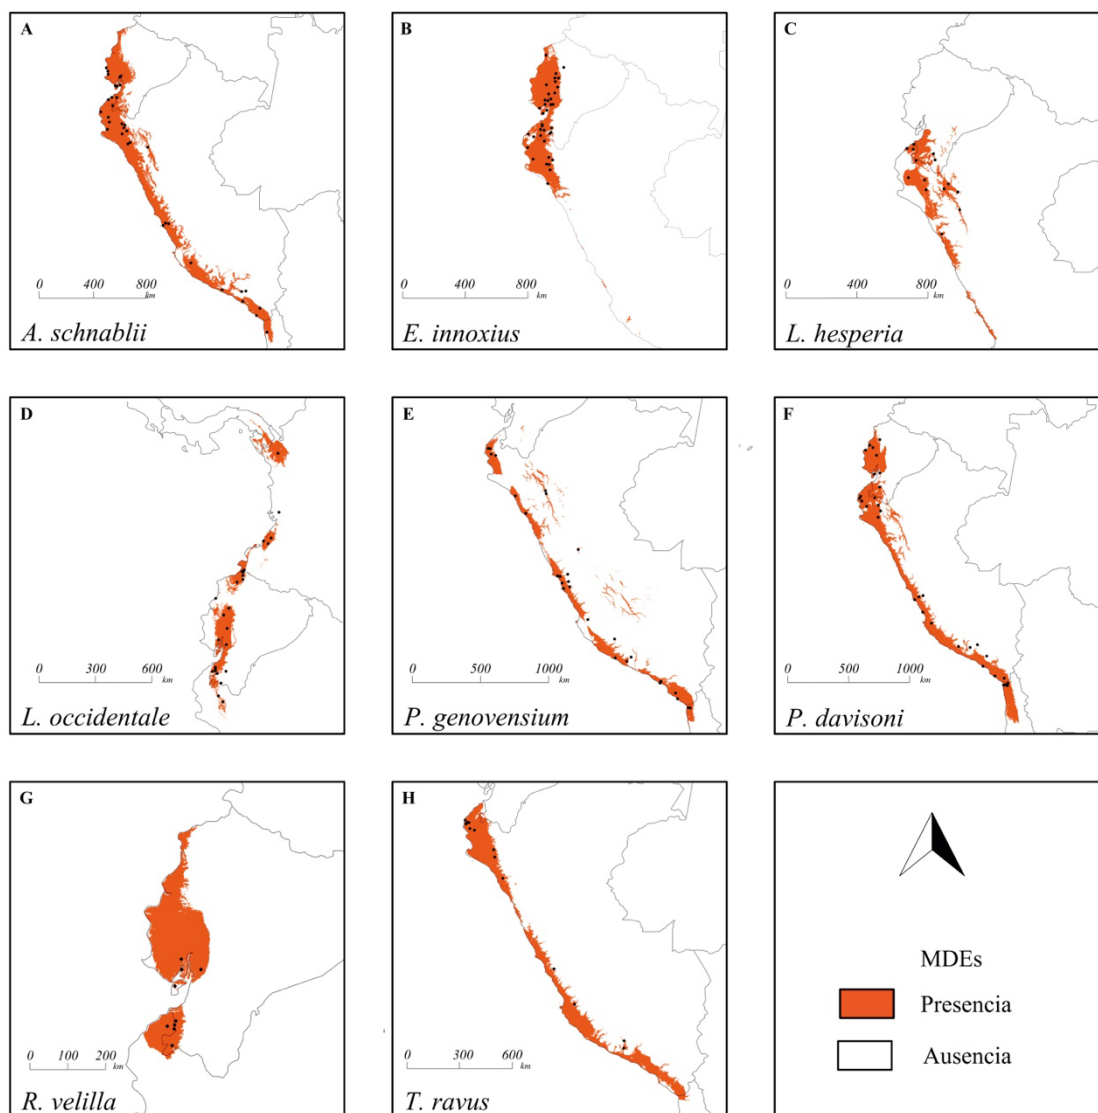 A
0 400 800
km
A. schnablii
B
0 400 800
km
E. innoxius
C
0 400 800
km
L. hesperia
D
0 300 600
km
L. occidentale
E
0 500 1000
km
P. genovensium
F
0 500 1000
km
P. davisoni
G
0 100 200
km
R. velilla
H
0 300 600
km
T. ravus
MDEs
Presencia
Ausencia